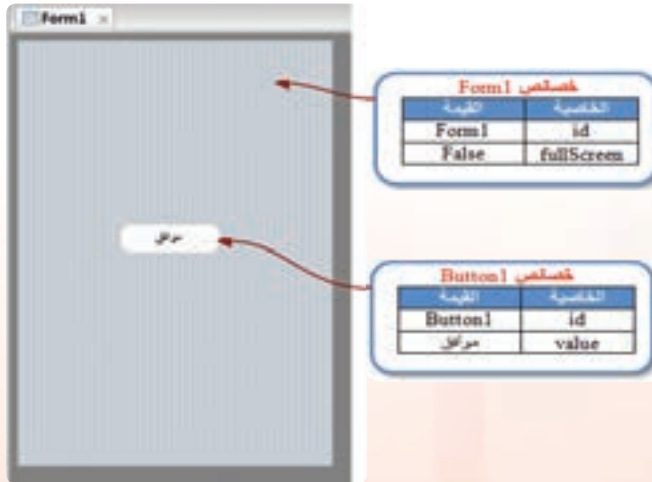 Form1 ×
خصائص Form1
الخاصية القيمة
id Form1
fullScreen False
موافق
خصائص Button1
الخاصية القيمة
id Button1
value موافق